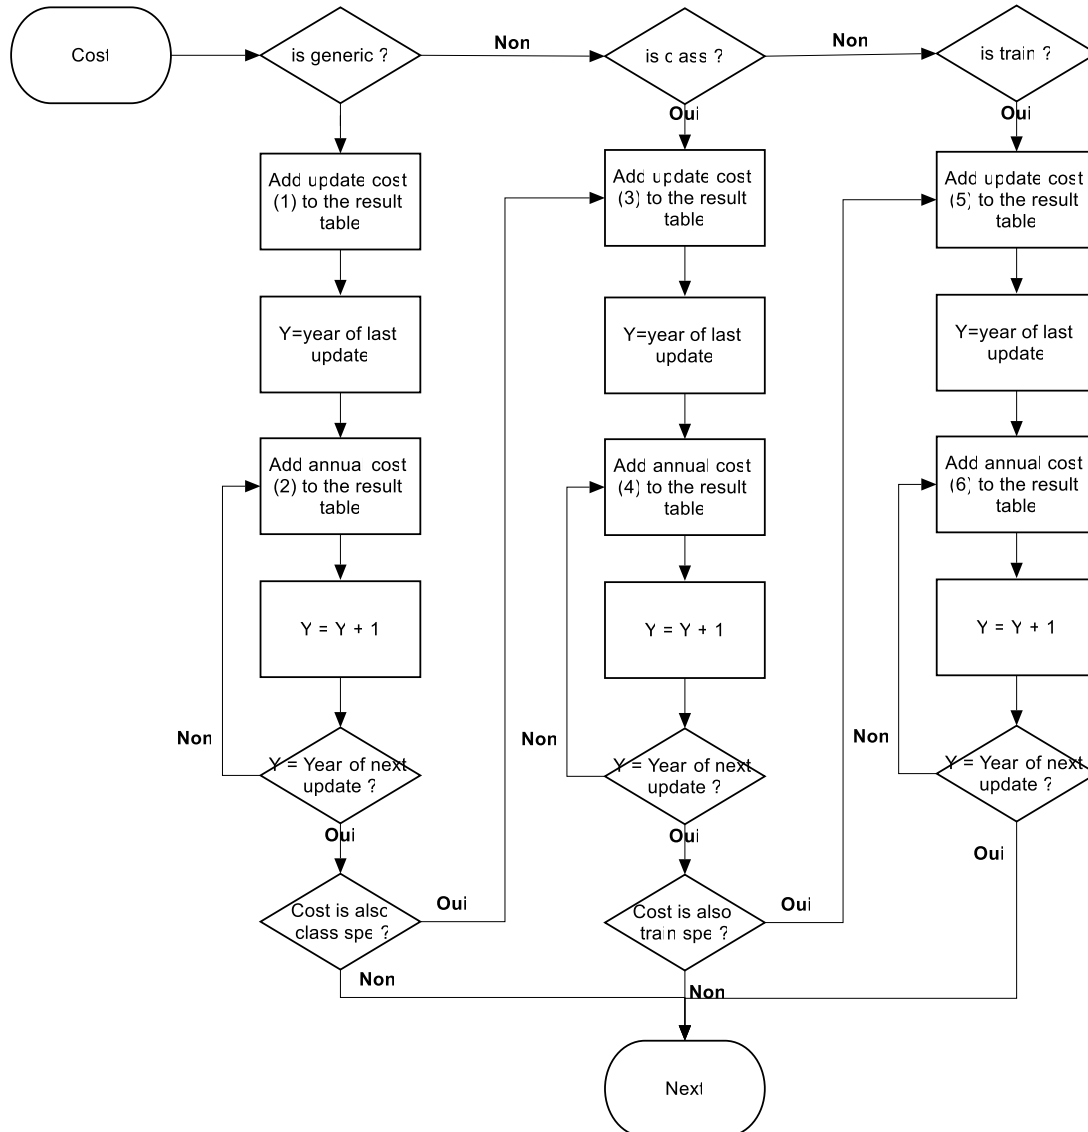 Cost
is generic ?
Non
is class ?
Non
is train ?
Oui
Oui
Add update cost
(1) to the result
table
Add update cost
(3) to the result
table
Add update cost
(5) to the result
table
Y=year of last
update
Y=year of last
update
Y=year of last
update
Add annual cost
(2) to the result
table
Add annual cost
(4) to the result
table
Add annual cost
(6) to the result
table
Y = Y + 1
Y = Y + 1
Y = Y + 1
Non
Y = Year of next
update ?
Non
Y = Year of next
update ?
Non
Y = Year of next
update ?
Oui
Oui
Oui
Cost is also
class spe ?
Oui
Cost is also
train spe ?
Oui
Non
Non
Next